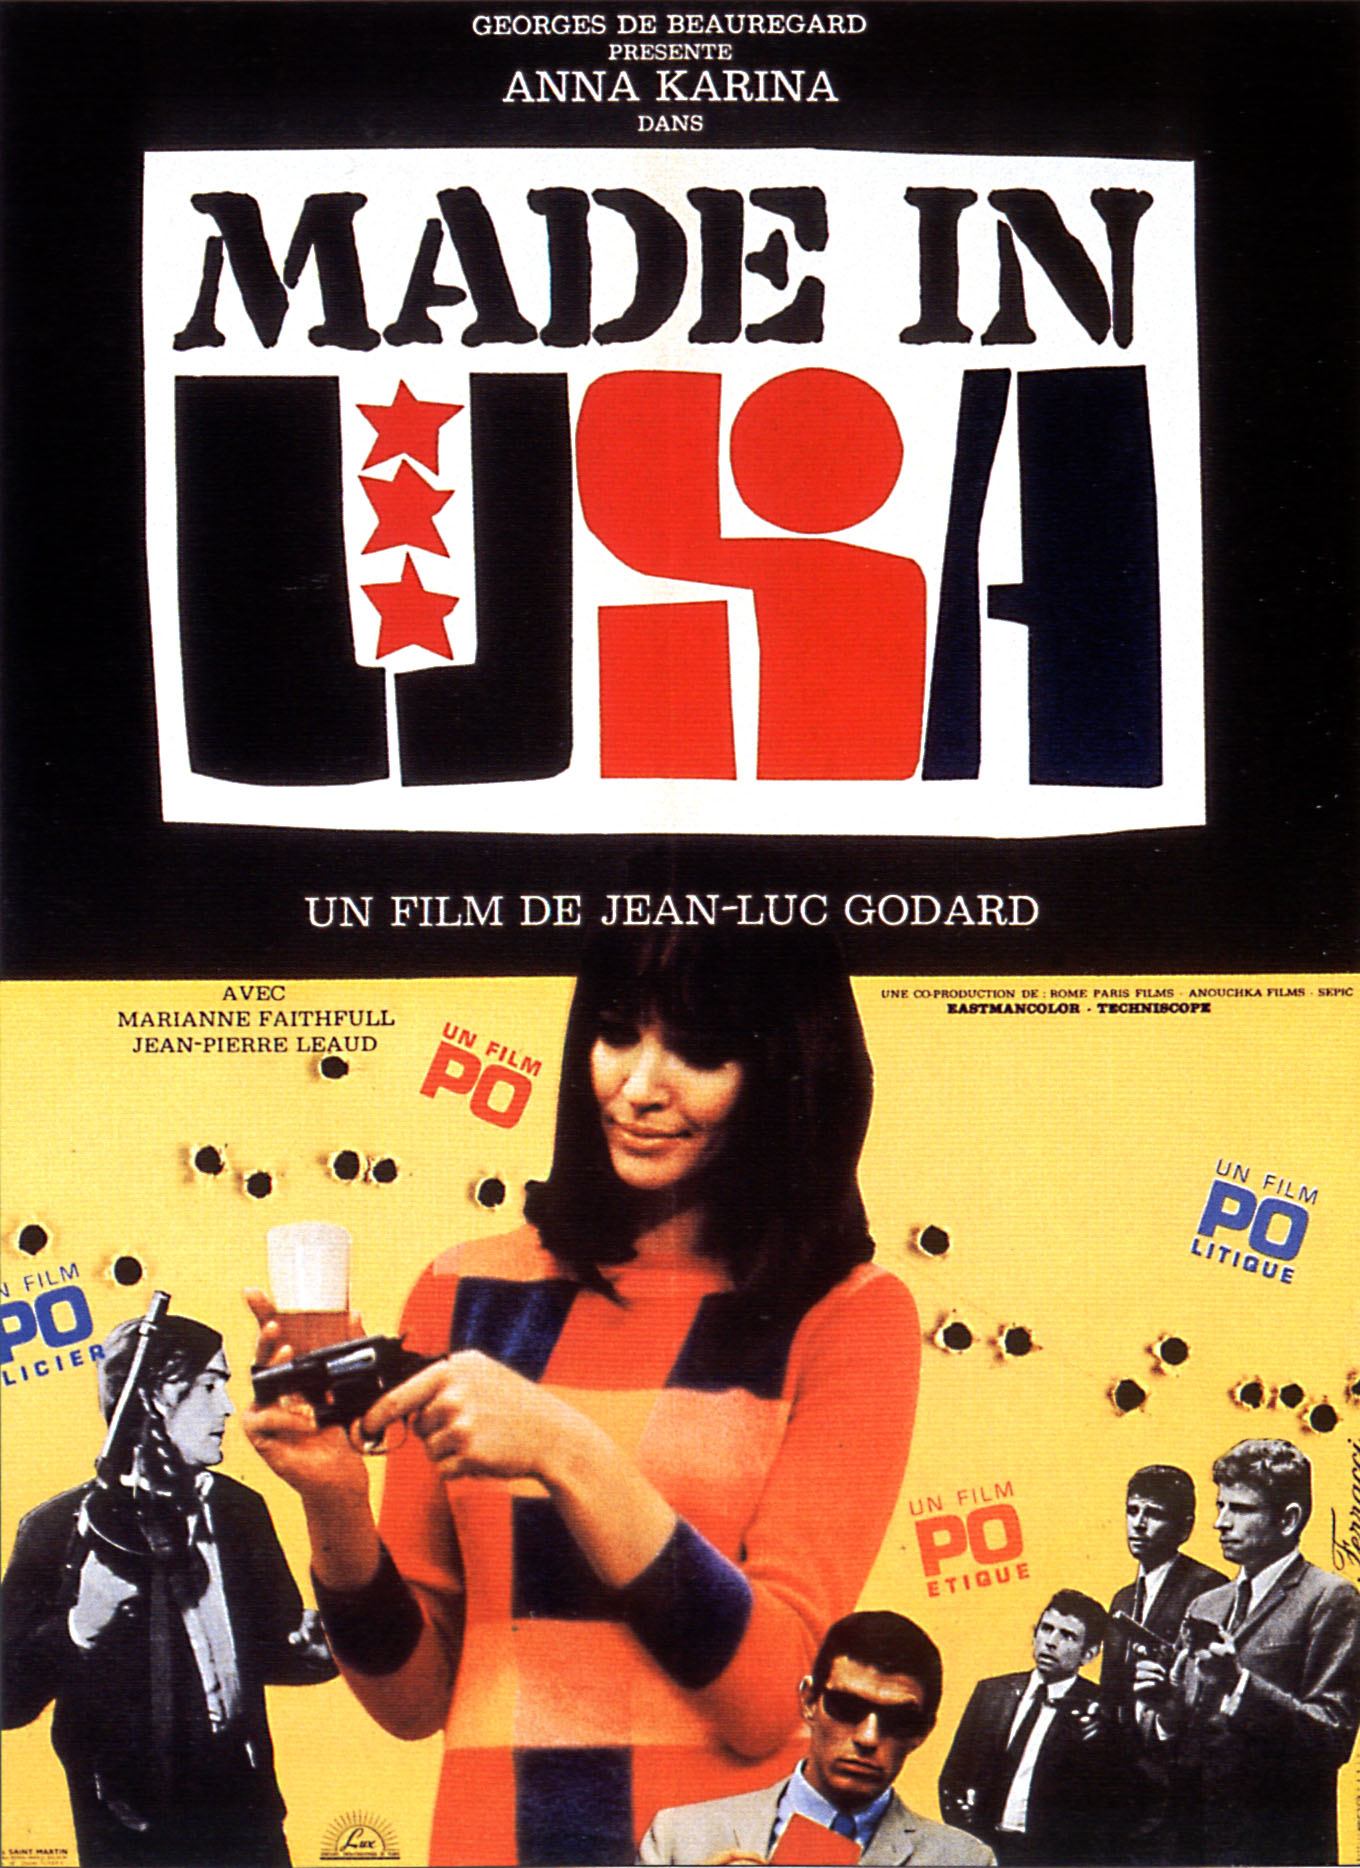 GEORGES DE BEAUREGARD
PRESENTE
ANNA KARINA
DANS
MADE IN
USA
UN FILM DE JEAN-LUC GODARD
AVEC
MARIANNE FAITHFULL
JEAN-PIERRE LEAUD
UNE CO-PRODUCTION DE : ROME PARIS FILMS · ANOUCHKA FILMS · SEPIC
EASTMANCOLOR · TECHNISCOPE
UN FILM
PO
UN FILM
PO
LITIQUE
N FILM
PO
LICIER
UN FILM
PO
ETIQUE
Ferracci
Lux
SAINT MARTIN